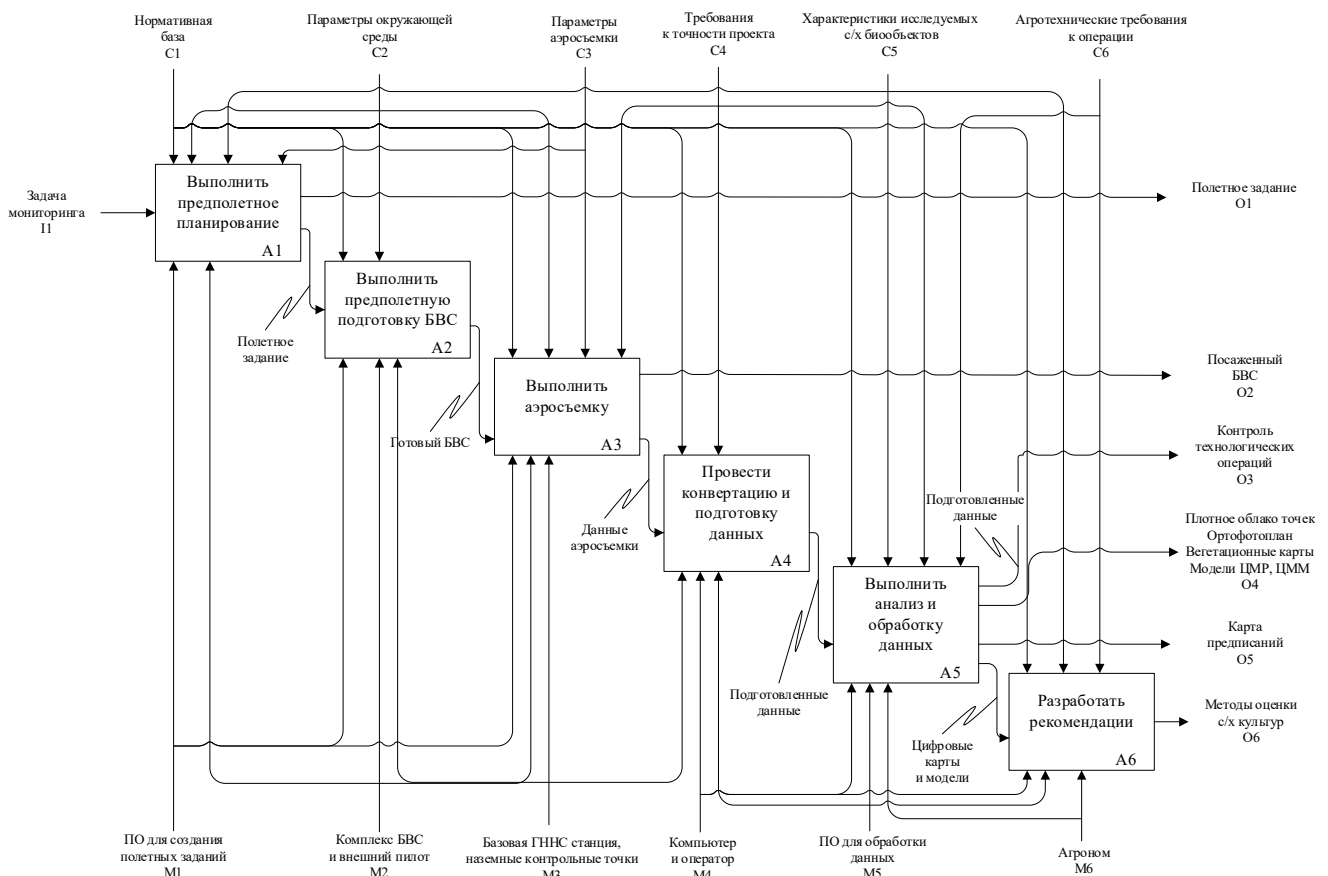 Нормативная
база
C1
Параметры окружающей
среды
C2
Параметры
аэросъемки
C3
Требования
к точности проекта
C4
Характеристики исследуемых
с/х биообъектов
C5
Агротехнические требования
к операции
C6
Задача
мониторинга
I1
Выполнить
предполетное
планирование
A1
Полетное задание
O1
Выполнить
предполетную
подготовку БВС
A2
Полетное
задание
Выполнить
аэросъемку
A3
Посаженный
БВС
O2
Готовый БВС
Контроль
технологических
операций
O3
Провести
конвертацию и
подготовку
данных
A4
Данные
аэросъемки
Подготовленные
данные
Плотное облако точек
Ортофотоплан
Вегетационные карты
Модели ЦМР, ЦММ
O4
Выполнить
анализ и
обработку
данных
A5
Карта
предписаний
O5
Подготовленные
данные
Разработать
рекомендации
A6
Методы оценки
с/х культур
O6
Цифровые
карты
и модели
ПО для создания
полетных заданий
M1
Комплекс БВС
и внешний пилот
M2
Базовая ГННС станция,
наземные контрольные точки
M3
Компьютер
и оператор
M4
ПО для обработки
данных
M5
Агроном
M6